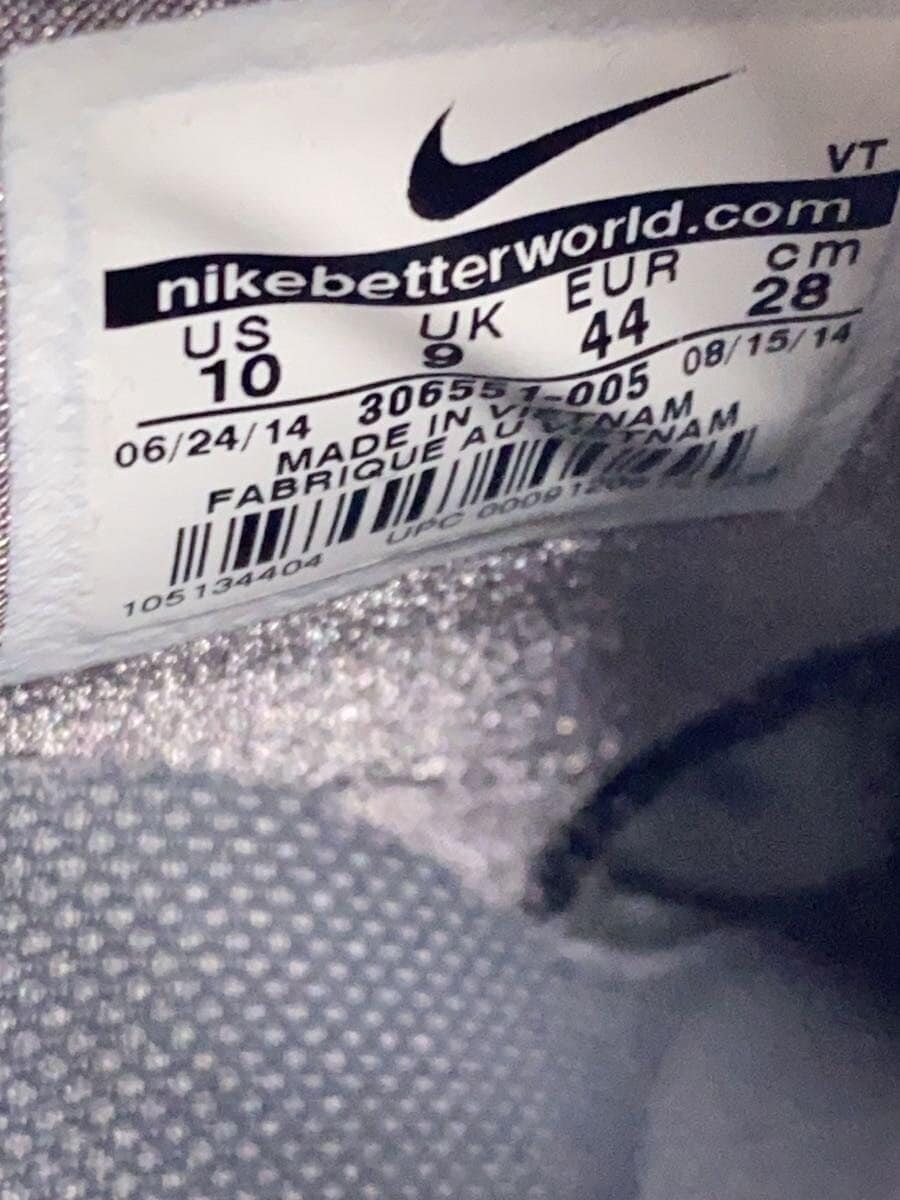 VT
nikebetterworld.com
US UK EUR cm
10 9 44 28
06/24/14 306551-005 08/15/14
MADE IN VIETNAM
FABRIQUE AU VIETNAM
105134404 UPC